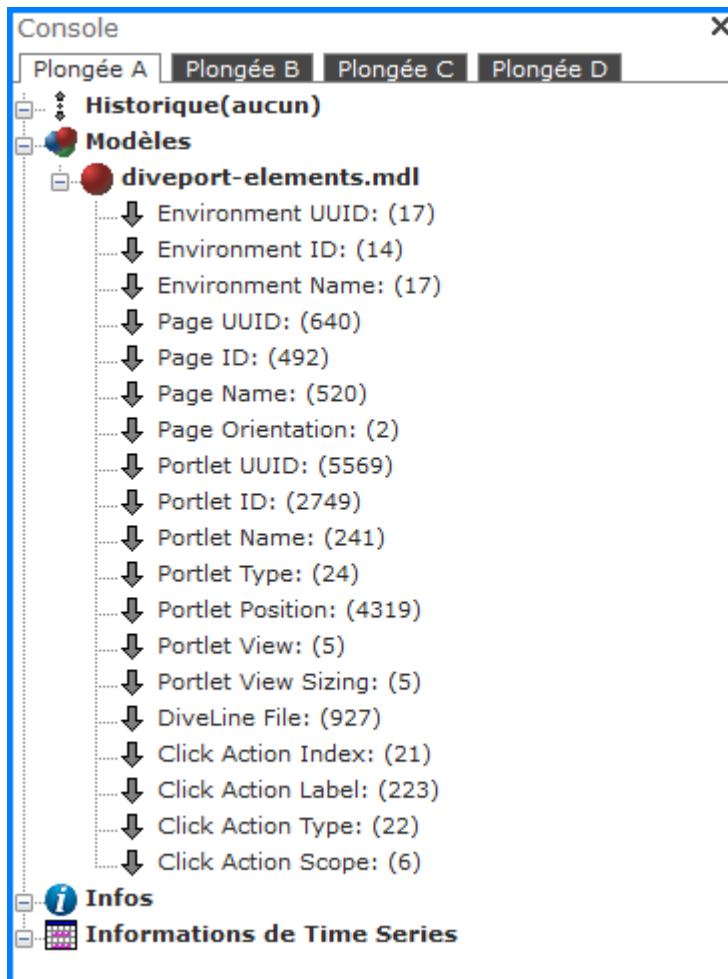 Console
Plongée A Plongée B Plongée C Plongée D
Historique(aucun)
Modèles
diveport-elements.mdl
Environment UUID: (17)
Environment ID: (14)
Environment Name: (17)
Page UUID: (640)
Page ID: (492)
Page Name: (520)
Page Orientation: (2)
Portlet UUID: (5569)
Portlet ID: (2749)
Portlet Name: (241)
Portlet Type: (24)
Portlet Position: (4319)
Portlet View: (5)
Portlet View Sizing: (5)
DiveLine File: (927)
Click Action Index: (21)
Click Action Label: (223)
Click Action Type: (22)
Click Action Scope: (6)
Infos
Informations de Time Series